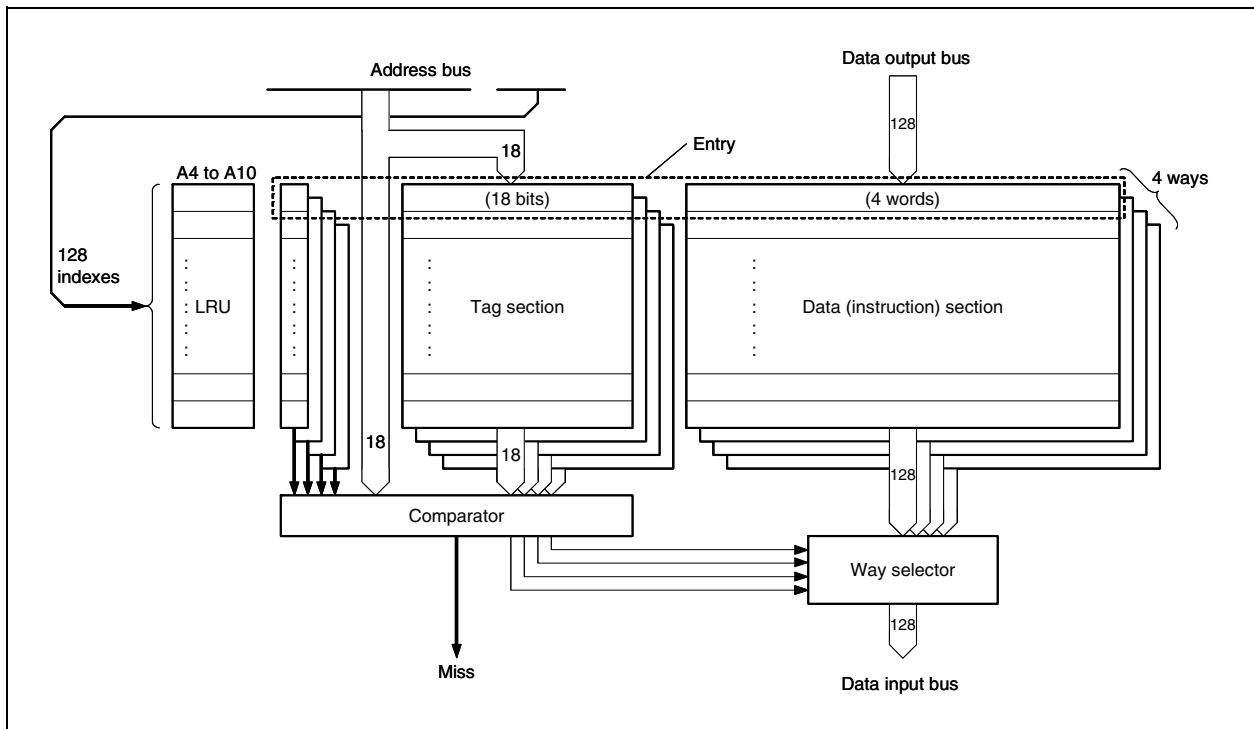 Address bus
Data output bus
128
18
Entry
4 ways
A4 to A10
(18 bits)
(4 words)
128
indexes
LRU
Tag section
Data (instruction) section
18
18
128
Comparator
Way selector
128
Miss
Data input bus